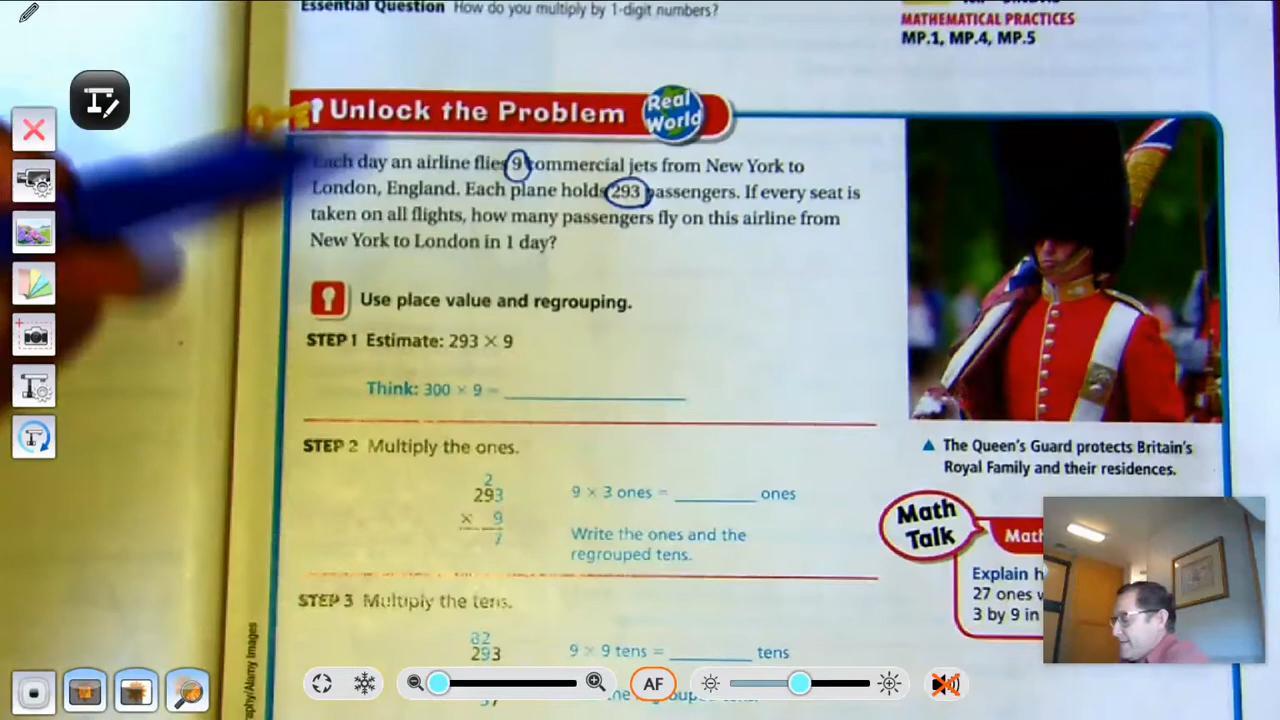 Essential Question How do you multiply by 1-digit numbers?
MATHEMATICAL PRACTICES
MP.1, MP.4, MP.5
Unlock the Problem
Real World
Each day an airline flies 9 commercial jets from New York to
London, England. Each plane holds 293 passengers. If every seat is
taken on all flights, how many passengers fly on this airline from
New York to London in 1 day?
Use place value and regrouping.
STEP 1 Estimate: 293 × 9
Think: 300 × 9 =
STEP 2 Multiply the ones.
2
293
× 9
7
9 × 3 ones = ________ ones
Write the ones and the
regrouped tens.
STEP 3 Multiply the tens.
82
293
9 × 9 tens = ________ tens
▲ The Queen's Guard protects Britain's
Royal Family and their residences.
Math Talk
Math
Explain h
27 ones w
3 by 9 in
AF